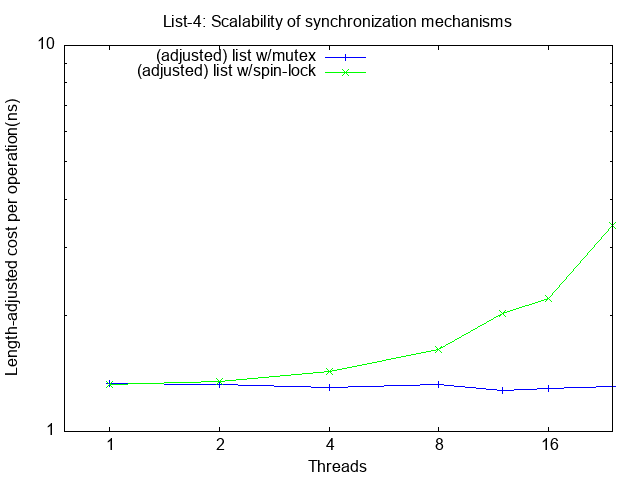 List-4: Scalability of synchronization mechanisms
10
(adjusted) list w/mutex
(adjusted) list w/spin-lock
Length-adjusted cost per operation(ns)
1
1 2 4 8 16
Threads